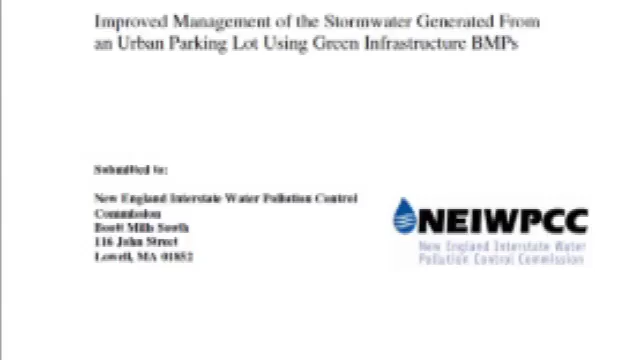 Improved Management of the Stormwater Generated From
an Urban Parking Lot Using Green Infrastructure BMPs
Submitted to:
New England Interstate Water Pollution Control
Commission
Boott Mills South
116 John Street
Lowell, MA 01852
NEIWPCC
New England Interstate Water
Pollution Control Commission